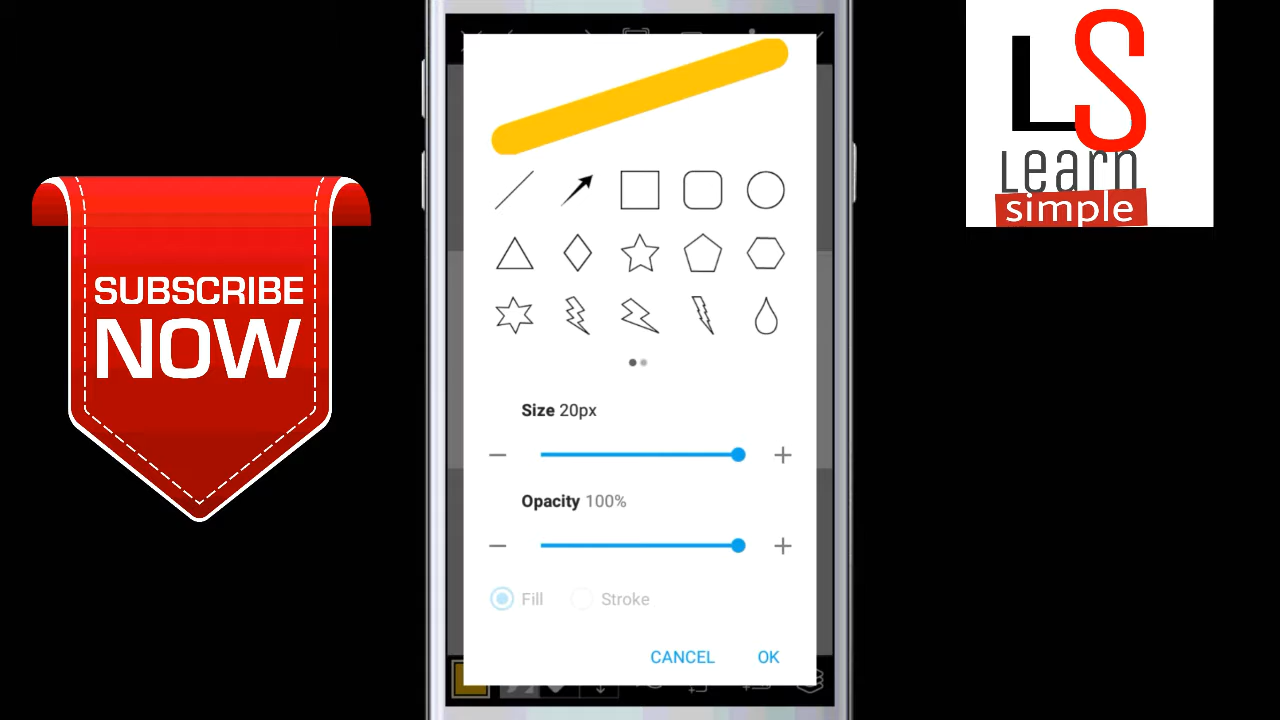 SUBSCRIBE
NOW
Size 20px
Opacity 100%
Fill Stroke
CANCEL OK
LS
Learn
simple